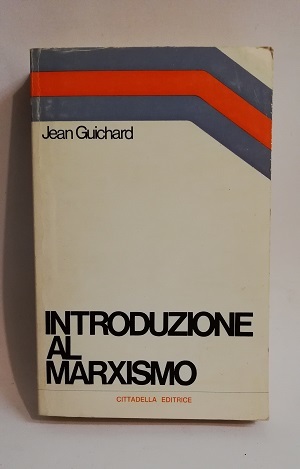 Jean Guichard
INTRODUZIONE
AL
MARXISMO
CITTADELLA EDITRICE